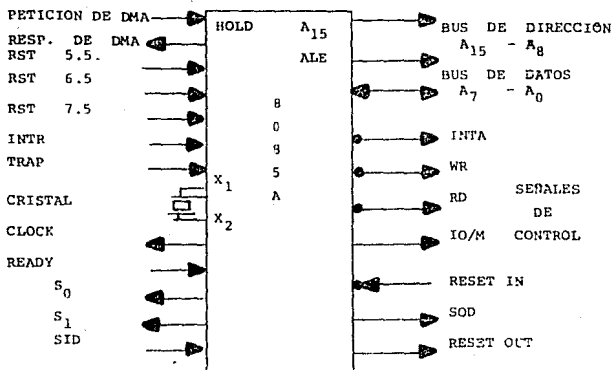 PETICION DE DMA
RESP. DE DMA
RST 5.5.
RST 6.5
RST 7.5
INTR
TRAP
CRISTAL
CLOCK
READY
S0
S1
SID
HOLD
A15
ALE
8
0
8
5
A
X1
X2
BUS DE DIRECCIÓN
A15 - A8
BUS DE DATOS
A7 - A0
INTA
WR
RD SEÑALES
DE
IO/M CONTROL
RESET IN
SOD
RESET OUT